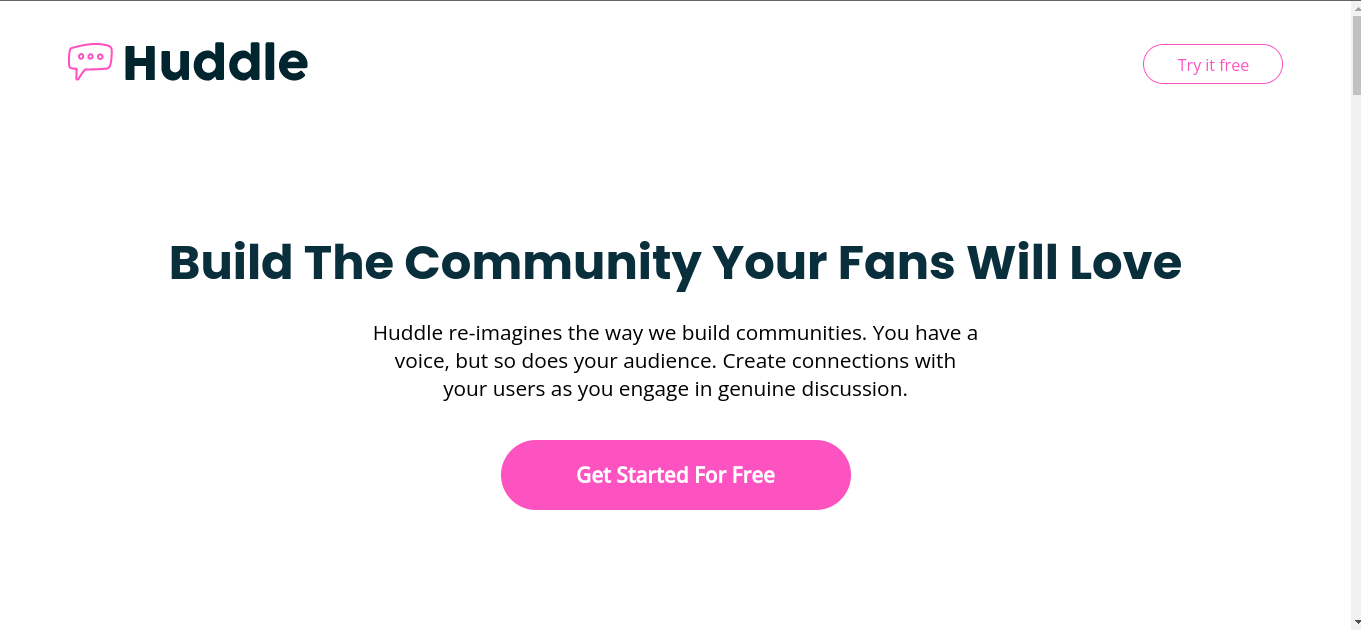 Huddle
Try it free
Build The Community Your Fans Will Love
Huddle re-imagines the way we build communities. You have a
voice, but so does your audience. Create connections with
your users as you engage in genuine discussion.
Get Started For Free